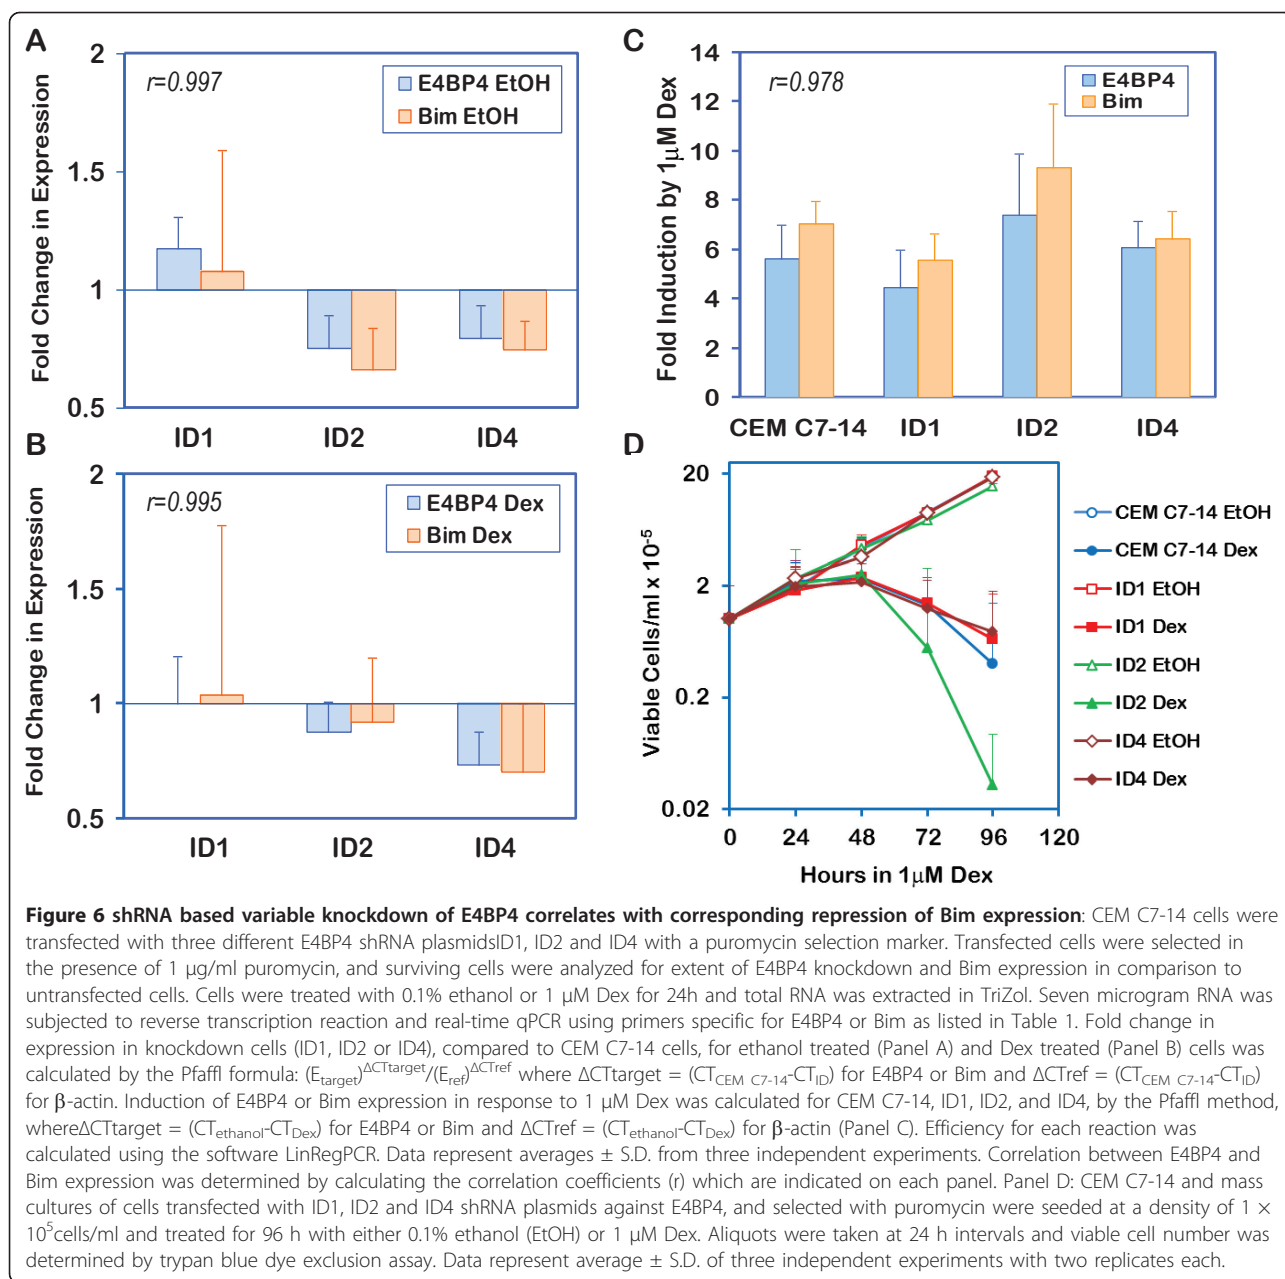 A
2
1.5
1
0.5
Fold Change in Expression
r=0.997
E4BP4 EtOH
Bim EtOH
ID1 ID2 ID4
B
2
1.5
1
0.5
Fold Change in Expression
r=0.995
E4BP4 Dex
Bim Dex
ID1 ID2 ID4
C
14
12
10
8
6
4
2
0
Fold Induction by 1μM Dex
r=0.978
E4BP4
Bim
CEM C7-14 ID1 ID2 ID4
D
20
2
0.2
0.02
Viable Cells/ml x 10⁻⁵
0 24 48 72 96 120
Hours in 1μM Dex
CEM C7-14 EtOH
CEM C7-14 Dex
ID1 EtOH
ID1 Dex
ID2 EtOH
ID2 Dex
ID4 EtOH
ID4 Dex
Figure 6 shRNA based variable knockdown of E4BP4 correlates with corresponding repression of Bim expression: CEM C7-14 cells were
transfected with three different E4BP4 shRNA plasmidsID1, ID2 and ID4 with a puromycin selection marker. Transfected cells were selected in
the presence of 1 μg/ml puromycin, and surviving cells were analyzed for extent of E4BP4 knockdown and Bim expression in comparison to
untransfected cells. Cells were treated with 0.1% ethanol or 1 μM Dex for 24h and total RNA was extracted in TriZol. Seven microgram RNA was
subjected to reverse transcription reaction and real-time qPCR using primers specific for E4BP4 or Bim as listed in Table 1. Fold change in
expression in knockdown cells (ID1, ID2 or ID4), compared to CEM C7-14 cells, for ethanol treated (Panel A) and Dex treated (Panel B) cells was
calculated by the Pfaffl formula: (E_target)^ΔCTtarget/(E_ref)^ΔCTref where ΔCTtarget = (CT_CEM C7-14-CT_ID) for E4BP4 or Bim and ΔCTref = (CT_CEM C7-14-CT_ID)
for β-actin. Induction of E4BP4 or Bim expression in response to 1 μM Dex was calculated for CEM C7-14, ID1, ID2, and ID4, by the Pfaffl method,
whereΔCTtarget = (CT_ethanol-CT_Dex) for E4BP4 or Bim and ΔCTref = (CT_ethanol-CT_Dex) for β-actin (Panel C). Efficiency for each reaction was
calculated using the software LinRegPCR. Data represent averages ± S.D. from three independent experiments. Correlation between E4BP4 and
Bim expression was determined by calculating the correlation coefficients (r) which are indicated on each panel. Panel D: CEM C7-14 and mass
cultures of cells transfected with ID1, ID2 and ID4 shRNA plasmids against E4BP4, and selected with puromycin were seeded at a density of 1 ×
10⁵cells/ml and treated for 96 h with either 0.1% ethanol (EtOH) or 1 μM Dex. Aliquots were taken at 24 h intervals and viable cell number was
determined by trypan blue dye exclusion assay. Data represent average ± S.D. of three independent experiments with two replicates each.